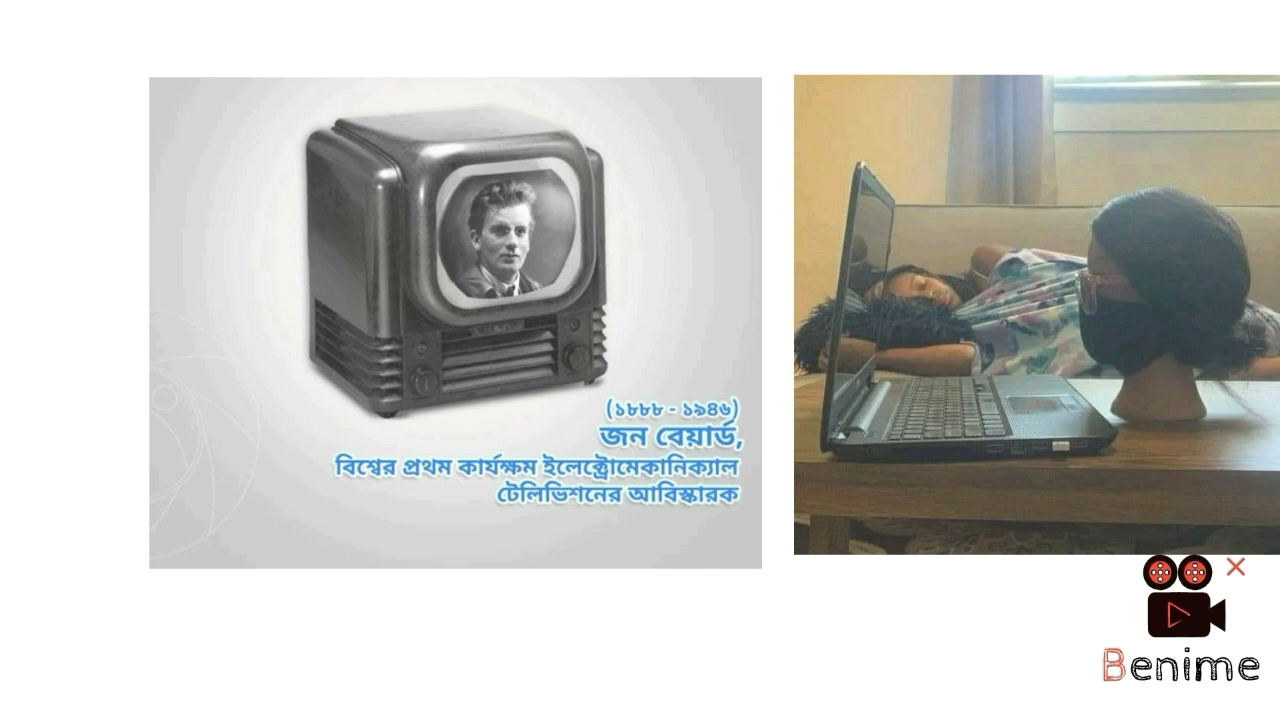 (১৮৮৮ - ১৯৪৬)
জন বেয়ার্ড,
বিশ্বের প্রথম কার্যক্ষম ইলেক্ট্রোমেকানিক্যাল
টেলিভিশনের আবিস্কারক
Benime